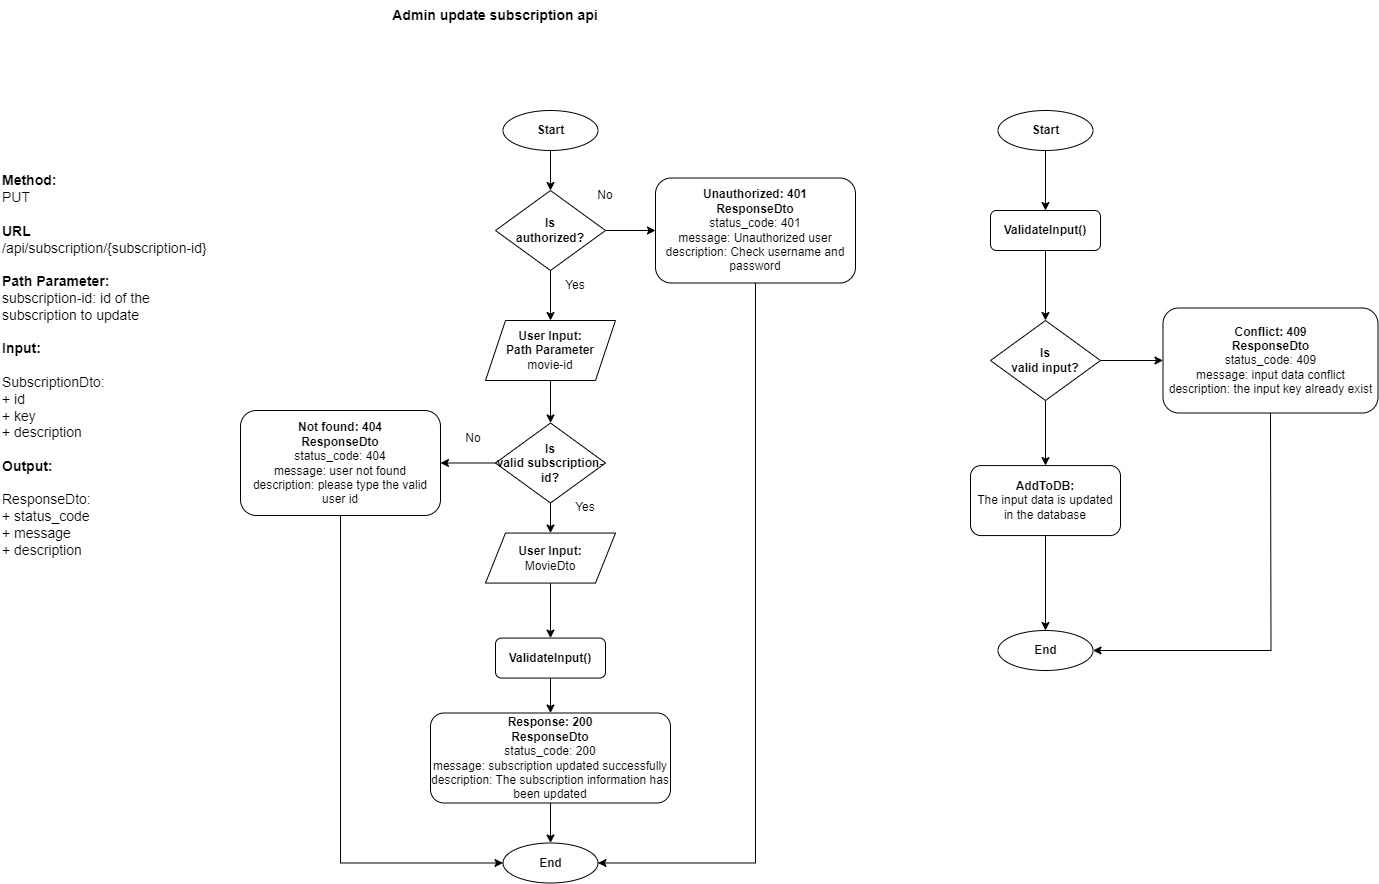 Admin update subscription api
Method:
PUT
URL
/api/subscription/{subscription-id}
Path Parameter:
subscription-id: id of the
subscription to update
Input:
SubscriptionDto:
+ id
+ key
+ description
Output:
ResponseDto:
+ status_code
+ message
+ description
Start
Is
authorized?
No
Unauthorized: 401
ResponseDto
status_code: 401
message: Unauthorized user
description: Check username and
password
Yes
User Input:
Path Parameter
movie-id
Is
valid subscription-
id?
No
Not found: 404
ResponseDto
status_code: 404
message: user not found
description: please type the valid
user id
Yes
User Input:
MovieDto
ValidateInput()
Response: 200
ResponseDto
status_code: 200
message: subscription updated successfully
description: The subscription information has
been updated
End
Start
ValidateInput()
Is
valid input?
Conflict: 409
ResponseDto
status_code: 409
message: input data conflict
description: the input key already exist
AddToDB:
The input data is updated
in the database
End